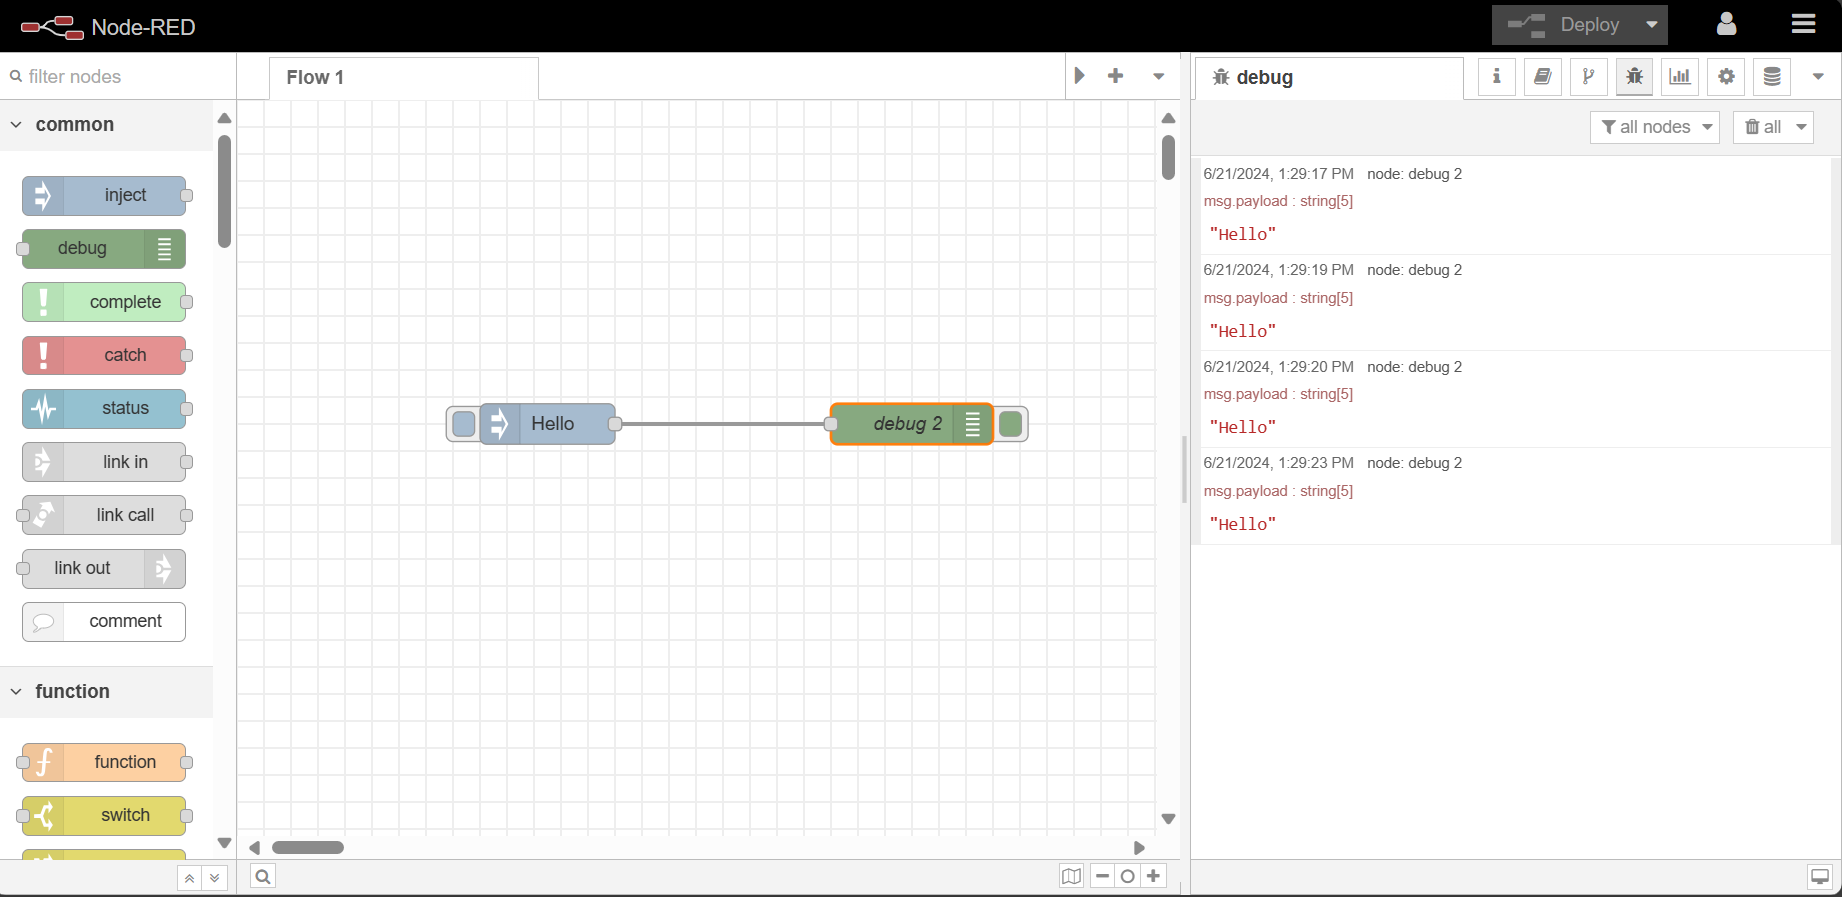 Node-RED
Deploy
filter nodes
Flow 1
debug
i
common
all nodes
all
inject
debug
complete
catch
status
link in
link call
link out
comment
function
function
switch
Hello
debug 2
6/21/2024, 1:29:17 PM node: debug 2
msg.payload : string[5]
"Hello"
6/21/2024, 1:29:19 PM node: debug 2
msg.payload : string[5]
"Hello"
6/21/2024, 1:29:20 PM node: debug 2
msg.payload : string[5]
"Hello"
6/21/2024, 1:29:23 PM node: debug 2
msg.payload : string[5]
"Hello"